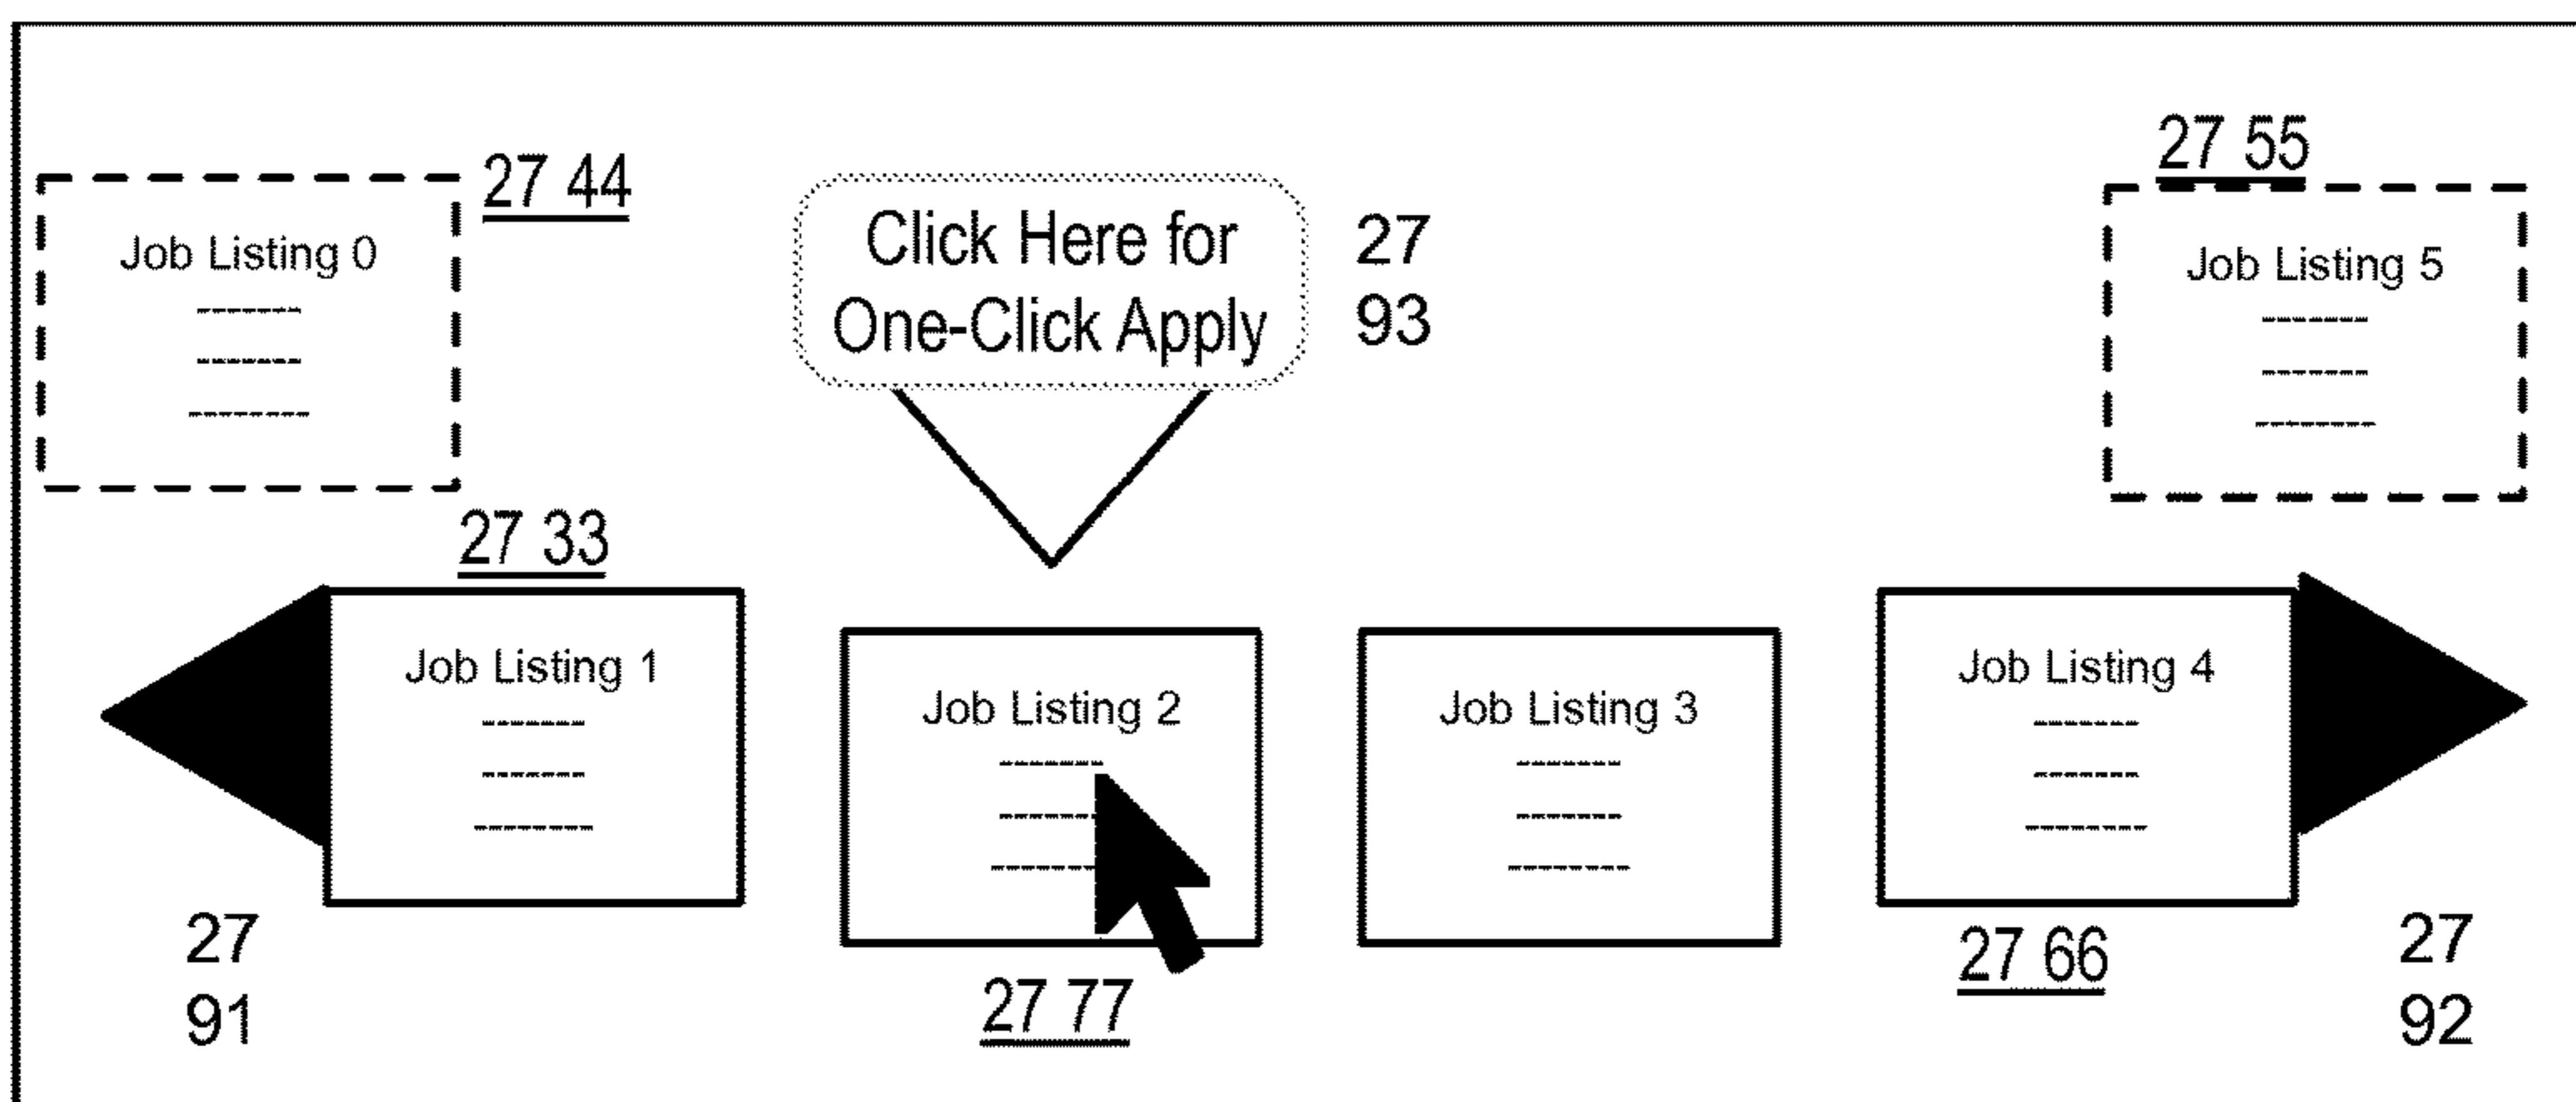 27 55
27 44
Job Listing 0
Click Here for
One-Click Apply
27
93
Job Listing 5
27 33
Job Listing 1
Job Listing 2
Job Listing 3
Job Listing 4
27
91
27 77
27 66
27
92